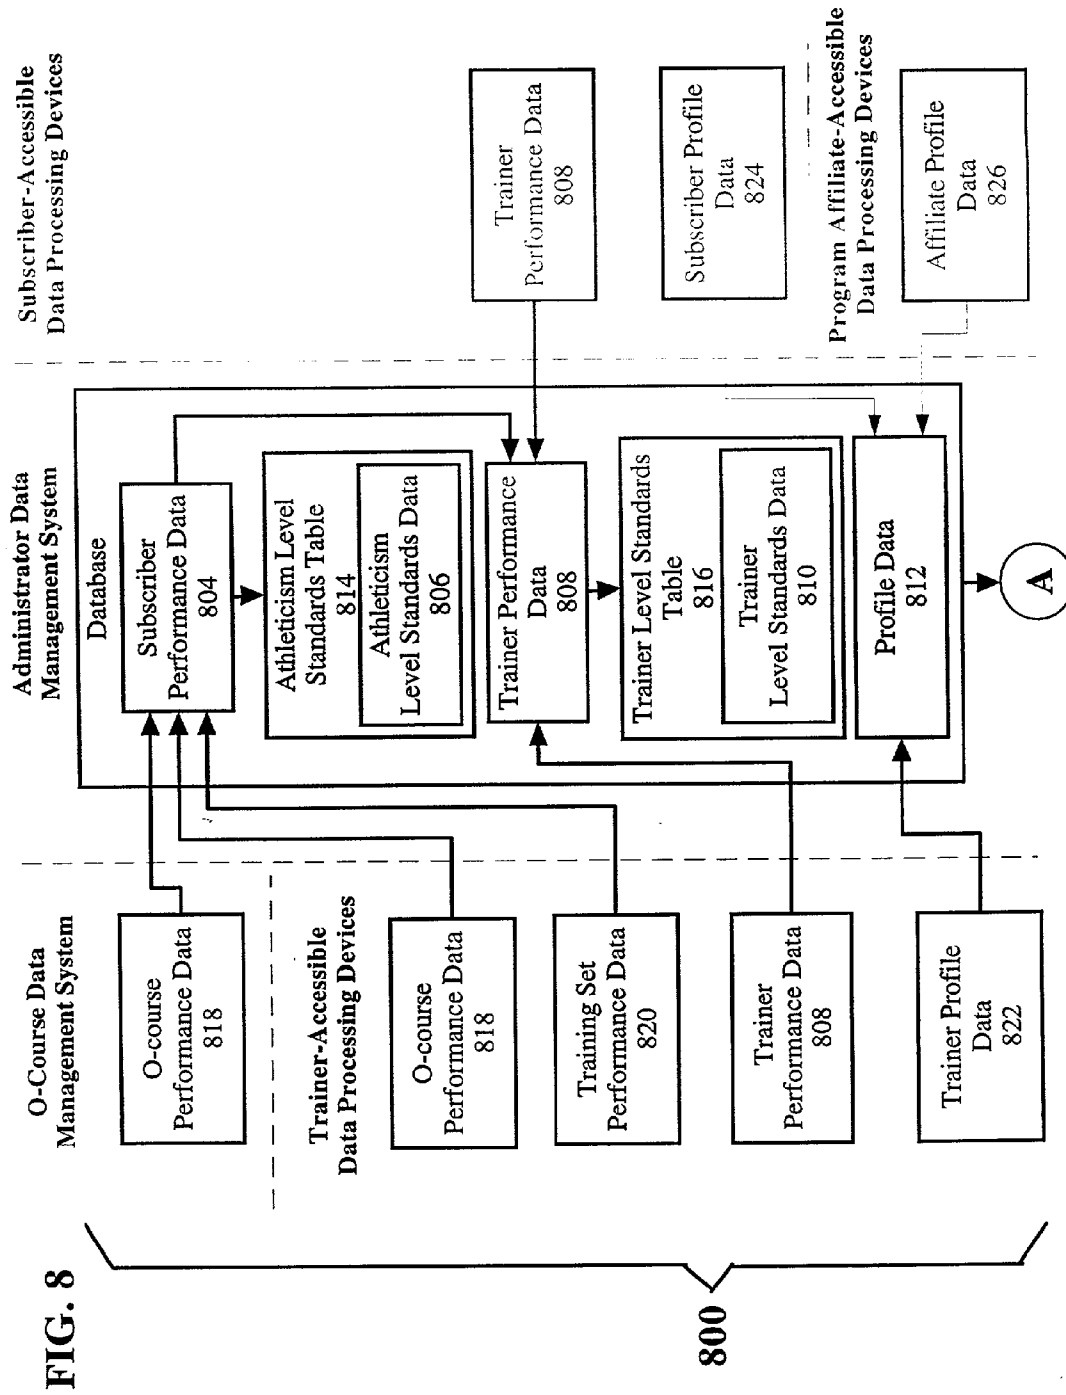 FIG. 8
800
O-Course Data
Management System
O-course
Performance Data
818
Trainer-Accessible
Data Processing Devices
O-course
Performance Data
818
Training Set
Performance Data
820
Trainer
Performance Data
808
Trainer Profile
Data
822
Administrator Data
Management System
Database
Subscriber
Performance Data
804
Athleticism Level
Standards Table
814
Athleticism
Level Standards Data
806
Trainer Performance
Data
808
Trainer Level Standards
Table
816
Trainer
Level Standards Data
810
Profile Data
812
A
Subscriber-Accessible
Data Processing Devices
Trainer
Performance Data
808
Subscriber Profile
Data
824
Program Affiliate-Accessible
Data Processing Devices
Affiliate Profile
Data
826